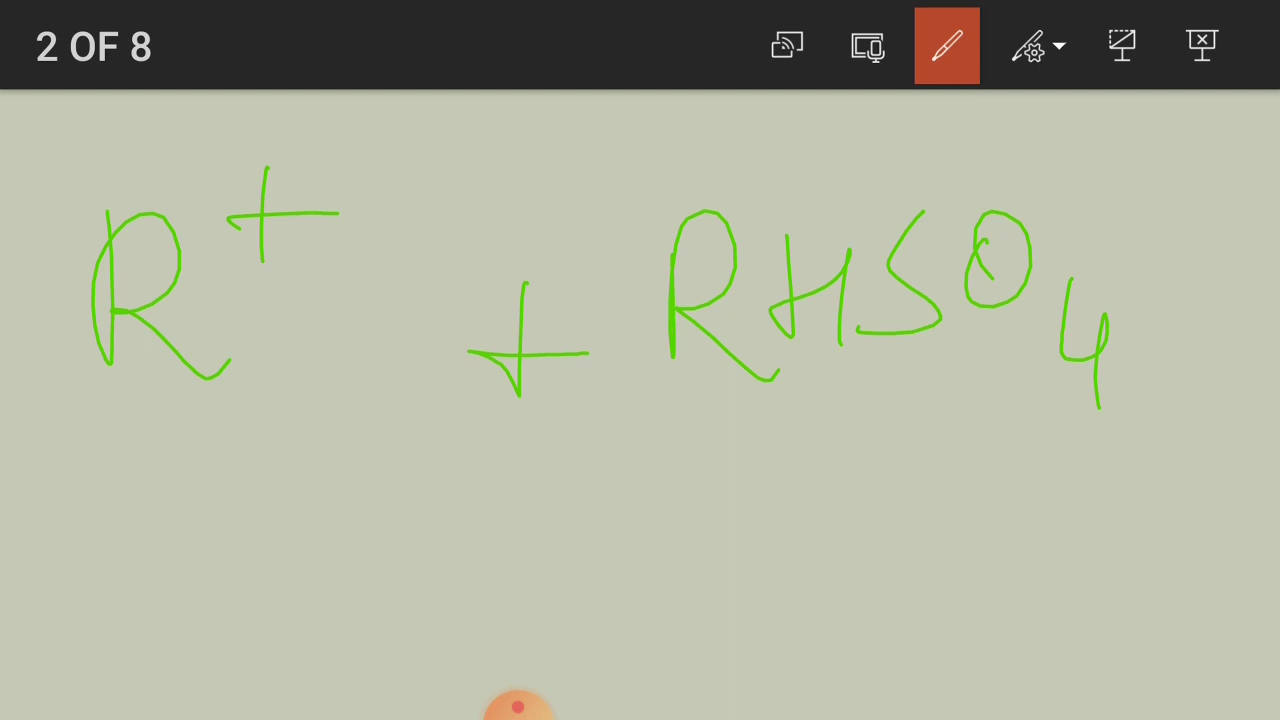 2 OF 8
R⁺ + RHSO₄